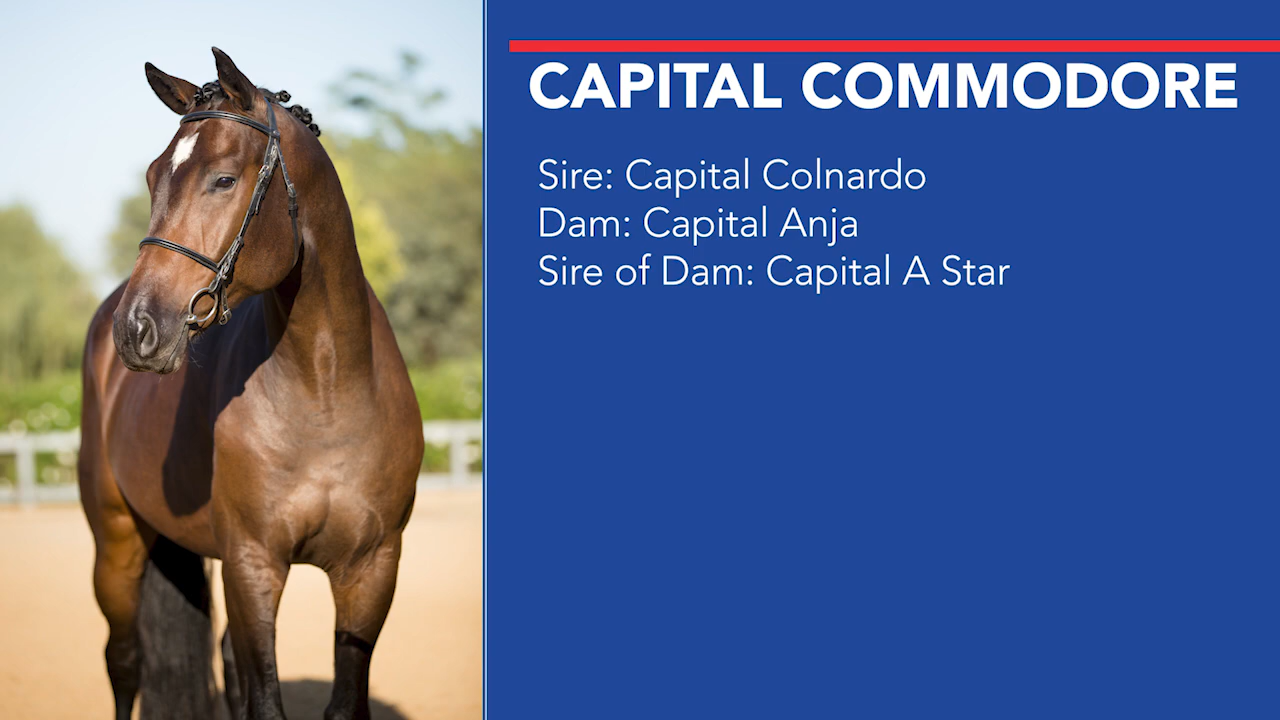 CAPITAL COMMODORE
Sire: Capital Colnardo
Dam: Capital Anja
Sire of Dam: Capital A Star